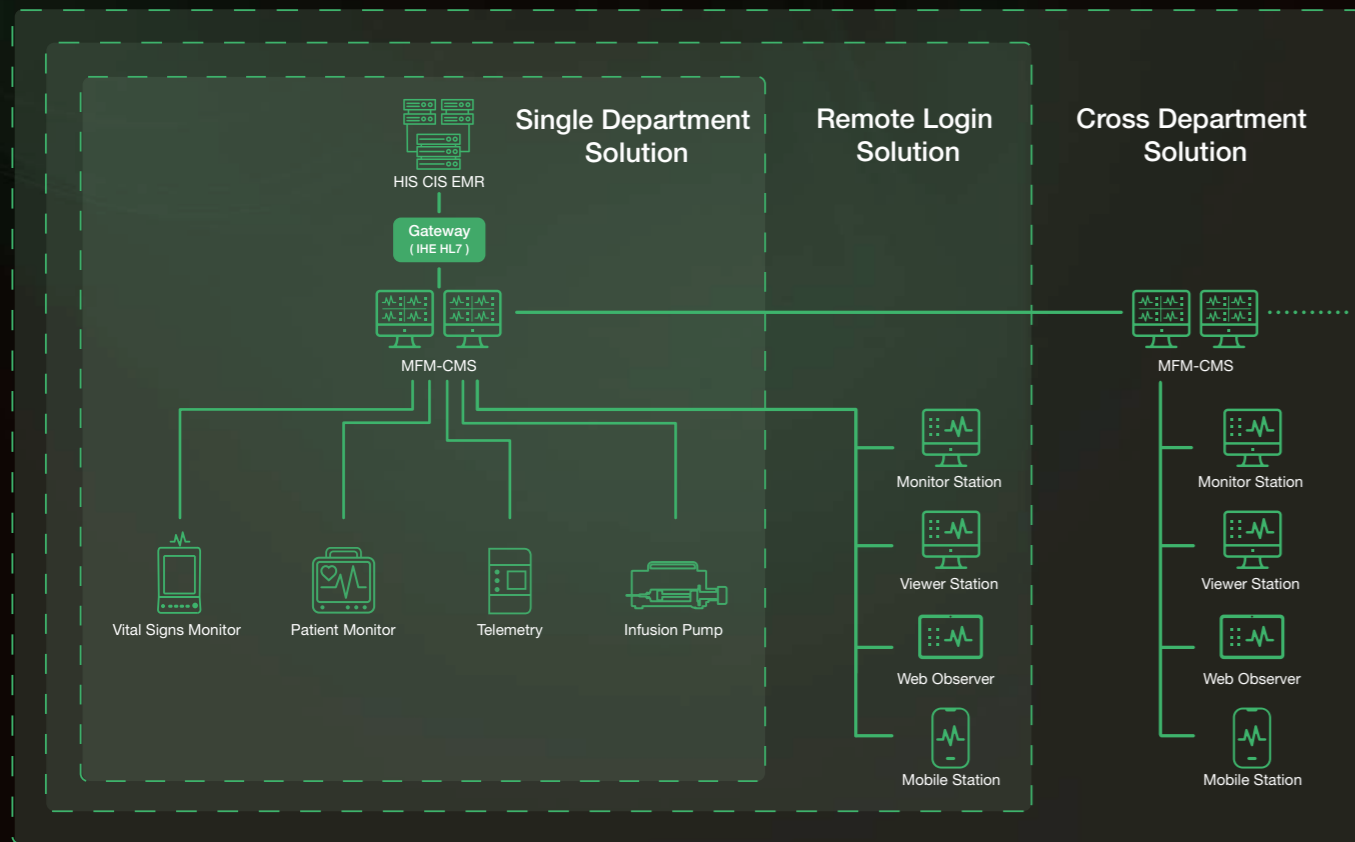 Single Department
Solution
Remote Login
Solution
Cross Department
Solution
HIS CIS EMR
Gateway
( IHE HL7 )
MFM-CMS
MFM-CMS
Vital Signs Monitor
Patient Monitor
Telemetry
Infusion Pump
Monitor Station
Viewer Station
Web Observer
Mobile Station
Monitor Station
Viewer Station
Web Observer
Mobile Station